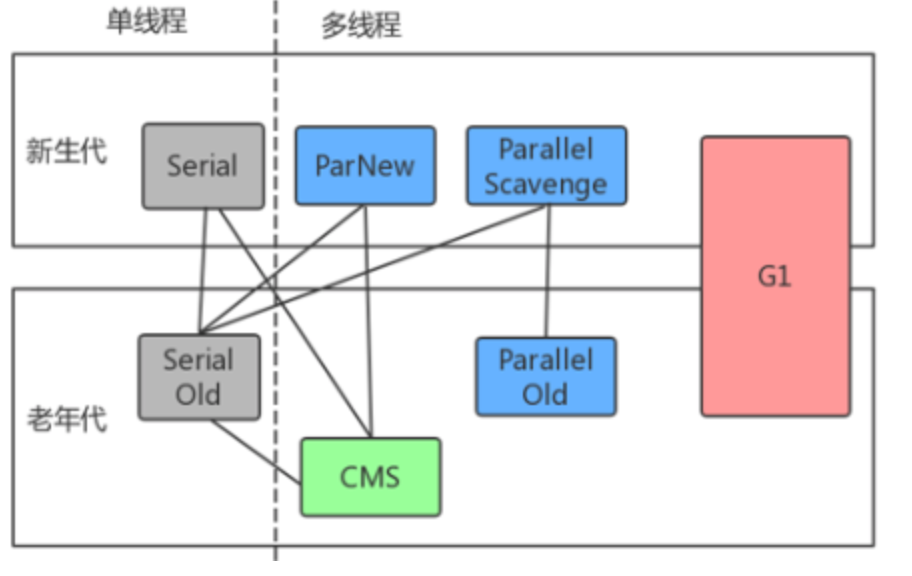 单线程
多线程
新生代
Serial
ParNew
Parallel
Scavenge
G1
老年代
Serial
Old
Parallel
Old
CMS